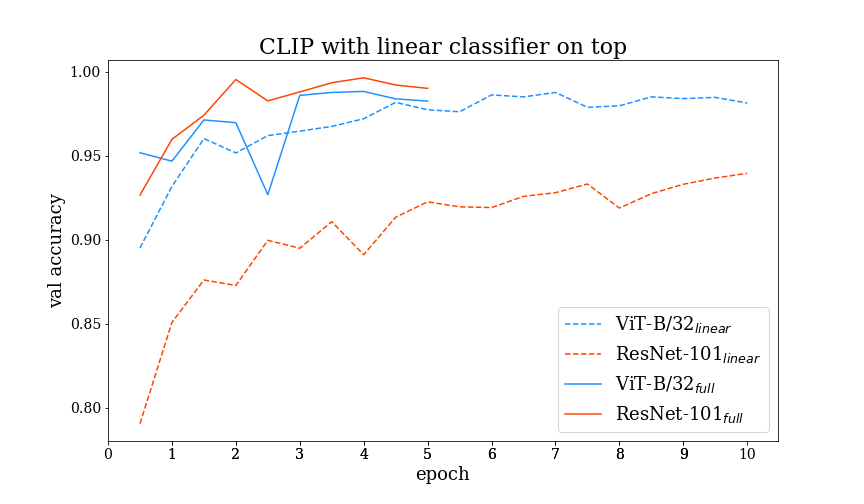 CLIP with linear classifier on top
val accuracy
1.00
0.95
0.90
0.85
0.80
0 1 2 3 4 5 6 7 8 9 10
epoch
ViT-B/32linear
ResNet-101linear
ViT-B/32full
ResNet-101full